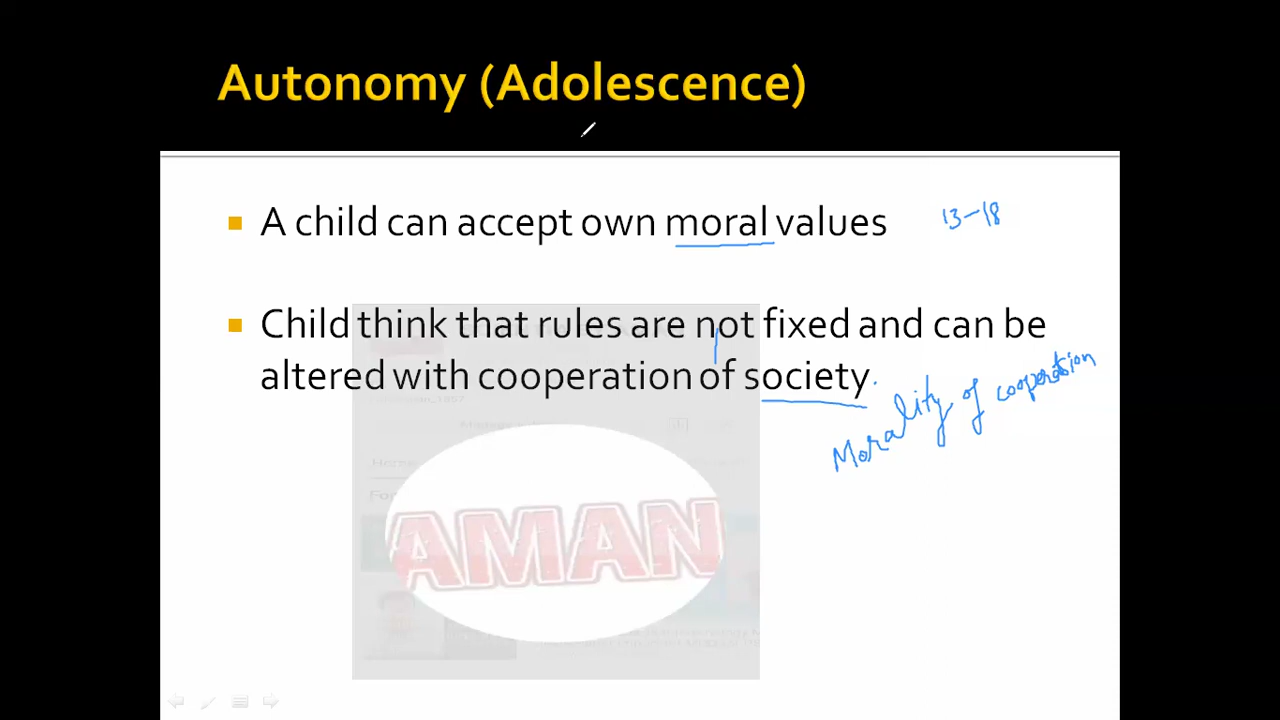 Autonomy (Adolescence)
A child can accept own moral values
13-18
Child think that rules are not fixed and can be
altered with cooperation of society.
Morality of cooperation
AMAN